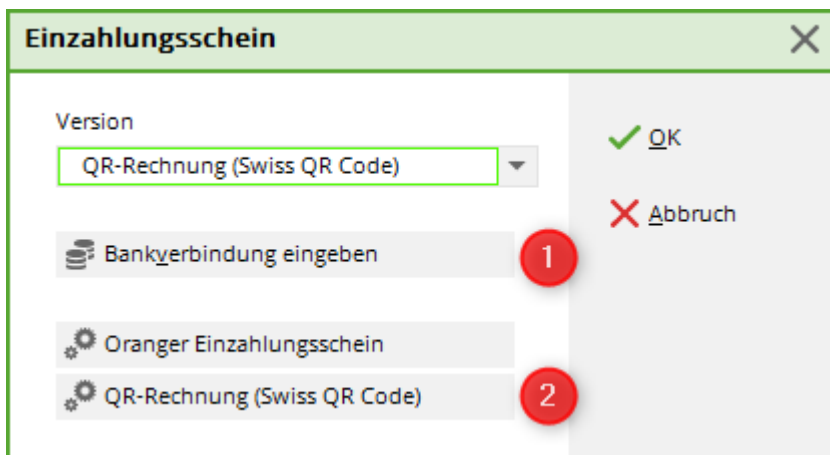 Einzahlungsschein
Version
QR-Rechnung (Swiss QR Code)
OK
Abbruch
Bankverbindung eingeben
1
Oranger Einzahlungsschein
QR-Rechnung (Swiss QR Code)
2